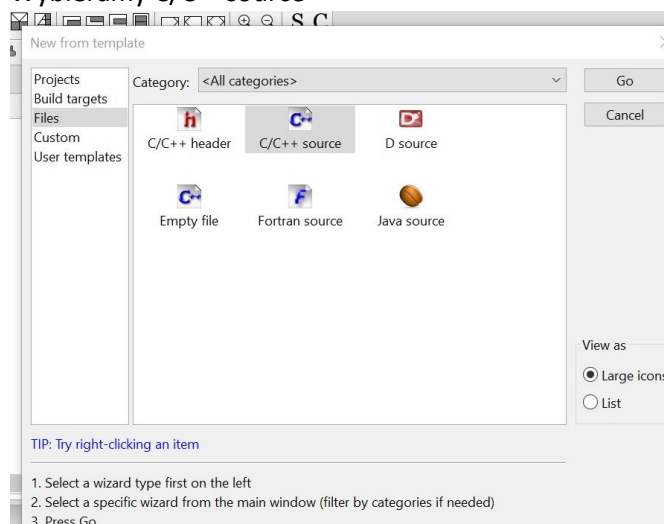 Wybieramy C/C++ source
S C
New from template
Projects
Build targets
Files
Custom
User templates
Category: <All categories>
C/C++ header C/C++ source D source
Empty file Fortran source Java source
Go
Cancel
View as
Large icons
List
TIP: Try right-clicking an item
1. Select a wizard type first on the left
2. Select a specific wizard from the main window (filter by categories if needed)
3. Press Go